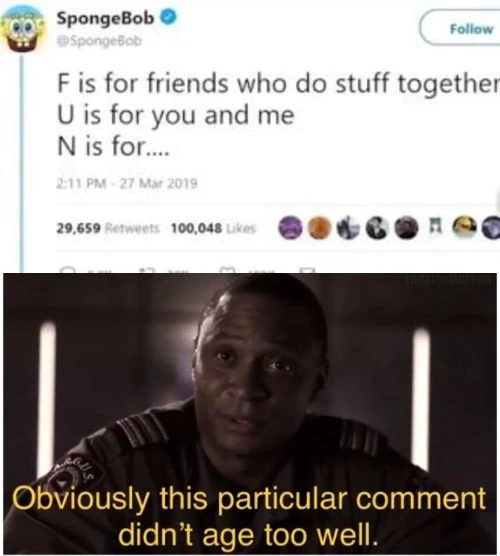 SpongeBob
@SpongeBob
Follow
F is for friends who do stuff together
U is for you and me
N is for....
2:11 PM - 27 Mar 2019
29,659 Retweets 100,048 Likes
ARGUS
Obviously this particular comment
didn't age too well.